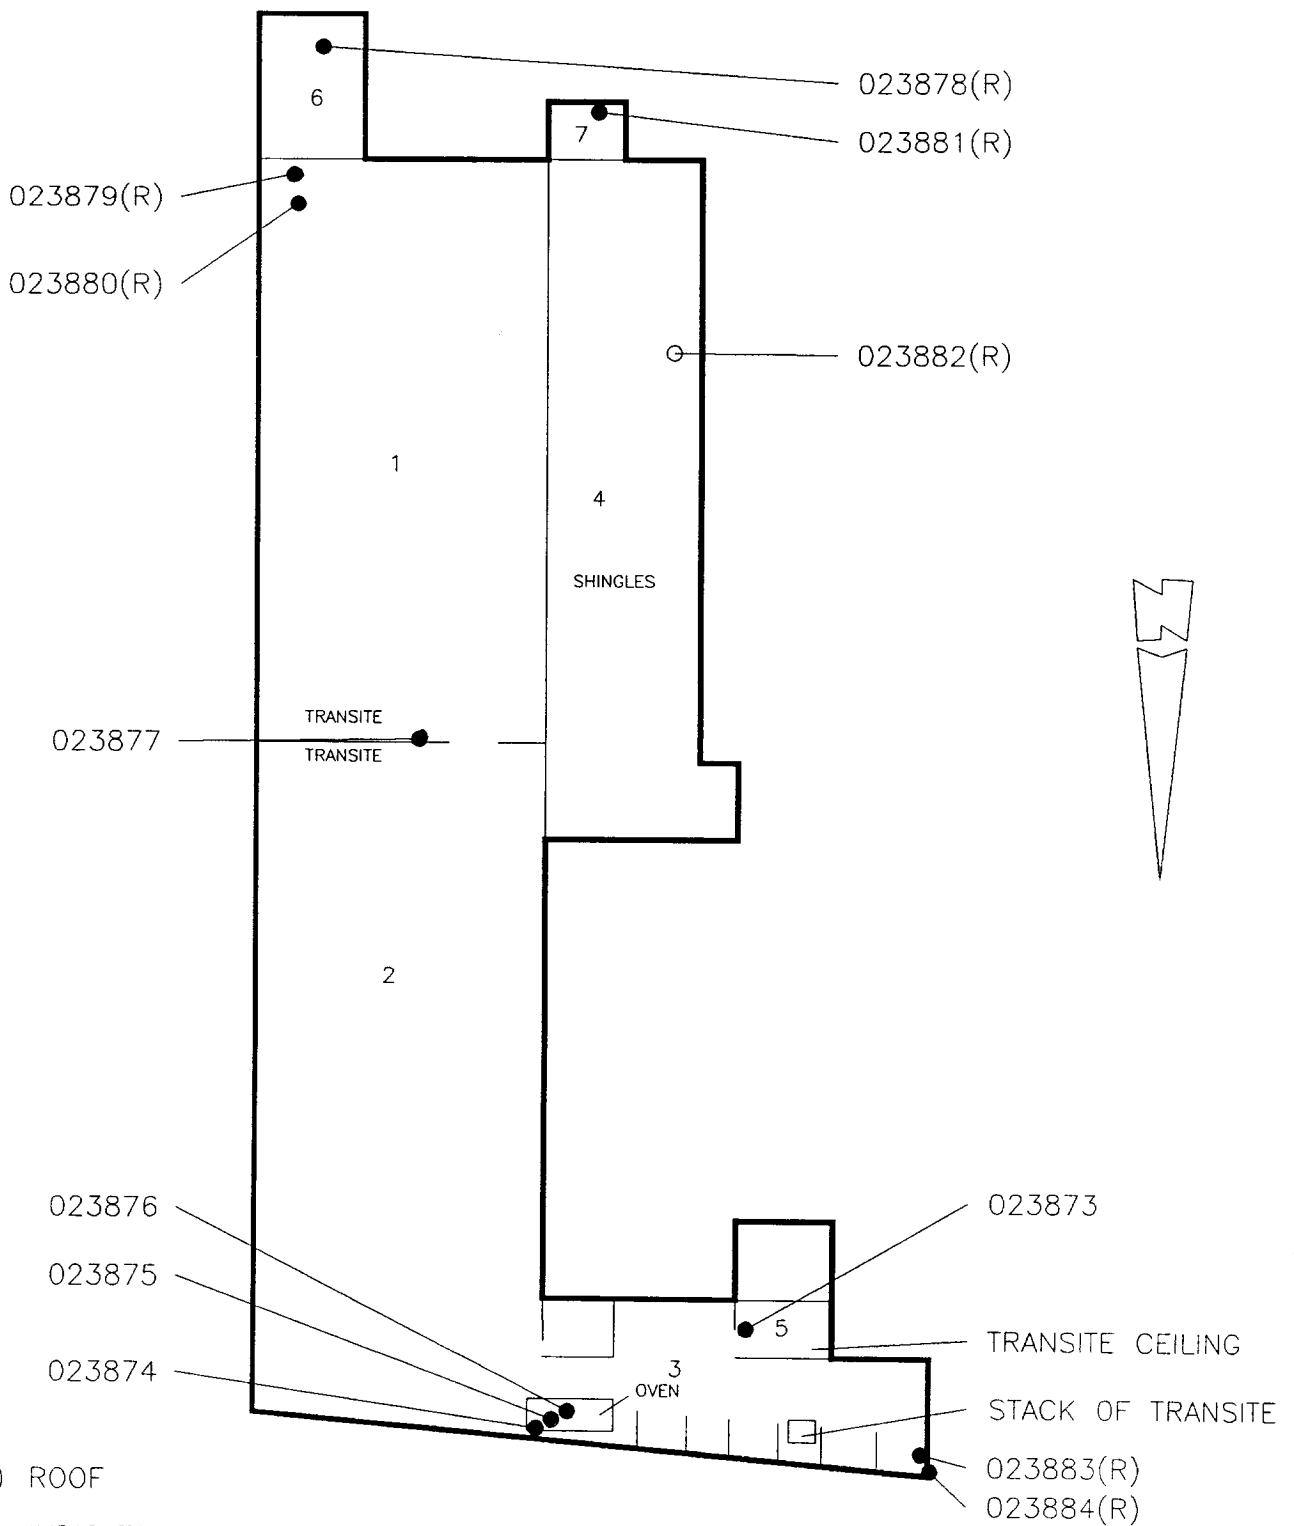 023878(R)
6
7
023881(R)
023879(R)
023880(R)
023882(R)
1
4
SHINGLES
N
TRANSITE
023877
TRANSITE
2
023876
023873
023875
5
TRANSITE CEILING
3
023874
OVEN
STACK OF TRANSITE
023883(R)
) ROOF
023884(R)